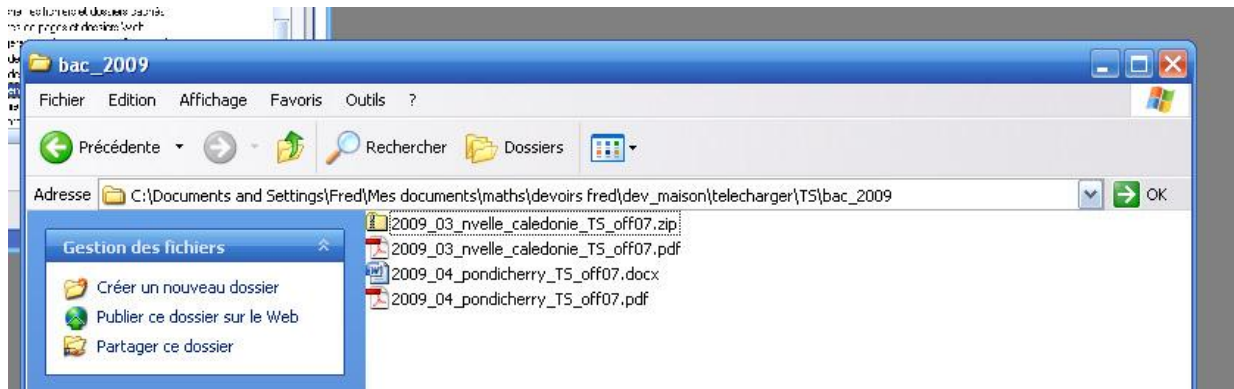 bac_2009
Fichier Edition Affichage Favoris Outils ?
Précédente Rechercher Dossiers
Adresse C:\Documents and Settings\Fred\Mes documents\maths\devoirs fred\dev_maison\telecharger\TS\bac_2009 OK
Gestion des fichiers
Créer un nouveau dossier
Publier ce dossier sur le Web
Partager ce dossier
2009_03_nvelle_caledonie_TS_off07.zip
2009_03_nvelle_caledonie_TS_off07.pdf
2009_04_pondicherry_TS_off07.docx
2009_04_pondicherry_TS_off07.pdf